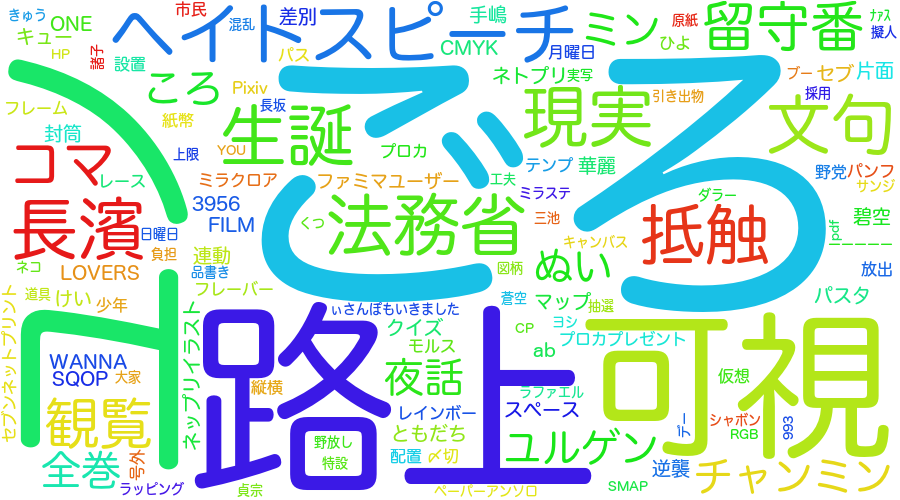 きゅう
ONE
キュー
HP
諸子
設置
市民
混乱
差別
バス
ヘイトスピーチ
手嶋
CMYK
ミン
ひよ
原紙
月曜日
留守番
ナァス
擬人
フレーム
封筒
ころ
Pixiv
紙幣
長坂
ネトプリ
実写
引き出物
ブー
セブ
片面
採用
コマ
生誕
YOU
上限
プロカ
現実
文句
レース
ミラクロア
ファミマユーザー
テンプ
華麗
工夫
ミラステ
ダラー
野党
パンフ
サンジ
長濱
3956
FILM
くつ
法務省
三池
抵触
碧空
pdf
日曜日
負担
連動
品書き
LOVERS
ネコ
キャンバス
ーーーーー
図柄
ぬい
放出
こざ
ろ
フレーバー
道具
けい
少年
ぃさんぽもいきました
蒼空
マップ
抽選
パスタ
セブンネットプリント
ネップリイラスト
路上
可視
クイズ
モルス
CP
ヨシ
プロカプレゼント
ab
WANNA
SQOP
大家
縦横
夜話
ラファエル
仮想
観覧
レインボー
スペース
シャボン
RGB
デー
993
ともだち
野放し
特設
全巻
号外
配置
〆切
ユルゲン
逆襲
チャンミン
ラッピング
貞宗
ペーパーアンソロ
SMAP